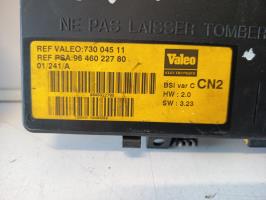 NE PAS LAISSER TOMBER
REF VALEO:730 045 11
REF PSA:96 460 227 80
01/241/A
Valeo
ELECTRONIQUE
BSI var C CN2
HW : 2.0
SW : 3.23